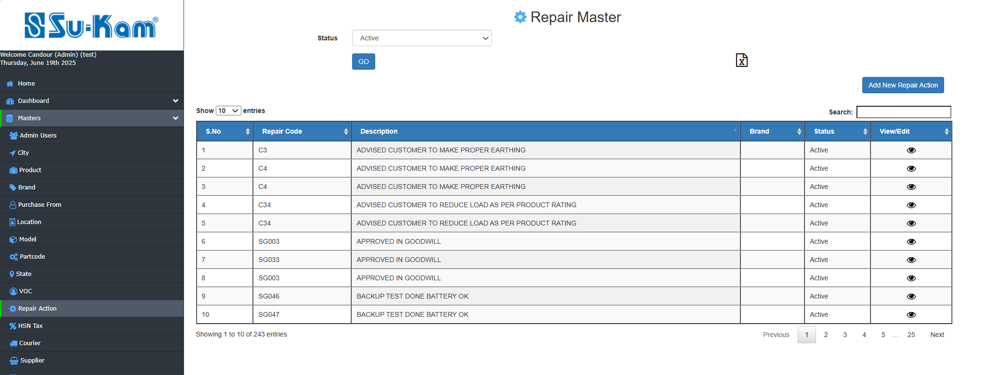 Su-Kam®
Welcome Candour (Admin) (test)
Thursday, June 19th 2025
Home
Dashboard
Masters
Admin Users
City
Product
Brand
Purchase From
Location
Model
Partcode
State
VOC
Repair Action
HSN Tax
Courier
Supplier
Repair Master
Status Active
GO
Add New Repair Action
Show 10 entries Search:
S.No Repair Code Description Brand Status View/Edit
1 C3 ADVISED CUSTOMER TO MAKE PROPER EARTHING Active
2 C4 ADVISED CUSTOMER TO MAKE PROPER EARTHING Active
3 C4 ADVISED CUSTOMER TO MAKE PROPER EARTHING Active
4 C34 ADVISED CUSTOMER TO REDUCE LOAD AS PER PRODUCT RATING Active
5 C34 ADVISED CUSTOMER TO REDUCE LOAD AS PER PRODUCT RATING Active
6 SG003 APPROVED IN GOODWILL Active
7 SG033 APPROVED IN GOODWILL Active
8 SG003 APPROVED IN GOODWILL Active
9 SG046 BACKUP TEST DONE BATTERY OK Active
10 SG047 BACKUP TEST DONE BATTERY OK Active
Showing 1 to 10 of 243 entries Previous 1 2 3 4 5 … 25 Next